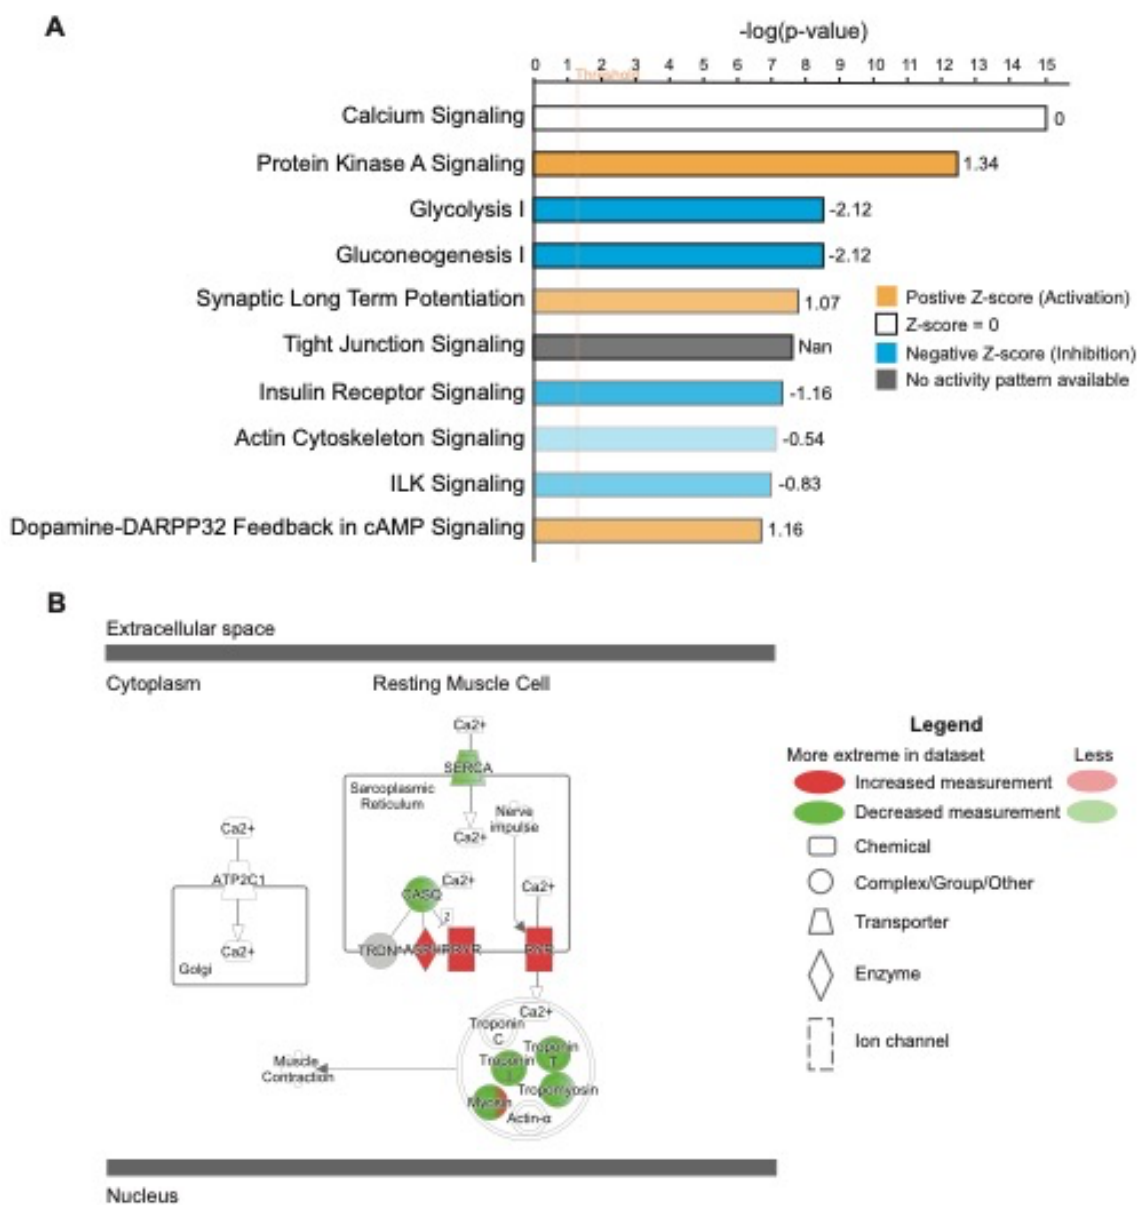 A
-log(p-value)
0 1 2 3 4 5 6 7 8 9 10 11 12 13 14 15
Threshold
Calcium Signaling 0
Protein Kinase A Signaling 1.34
Glycolysis I -2.12
Gluconeogenesis I -2.12
Synaptic Long Term Potentiation 1.07
Tight Junction Signaling Nan
Insulin Receptor Signaling -1.16
Actin Cytoskeleton Signaling -0.54
ILK Signaling -0.83
Dopamine-DARPP32 Feedback in cAMP Signaling 1.16
Postive Z-score (Activation)
Z-score = 0
Negative Z-score (Inhibition)
No activity pattern available
B
Extracellular space
Cytoplasm
Resting Muscle Cell
Ca2+
SERCA
Sarcoplasmic
Reticulum
Ca2+
Nerve
impulse
Ca2+
ATP2C1
Ca2+
Golgi
CASQ
Ca2+
2
Ca2+
TRDN
RYR
Ca2+
Troponin
C
Troponin
I
Troponin
T
Tropomyosin
Myosin
Actin-α
Muscle
Contraction
Nucleus
Legend
More extreme in dataset Less
Increased measurement
Decreased measurement
Chemical
Complex/Group/Other
Transporter
Enzyme
Ion channel